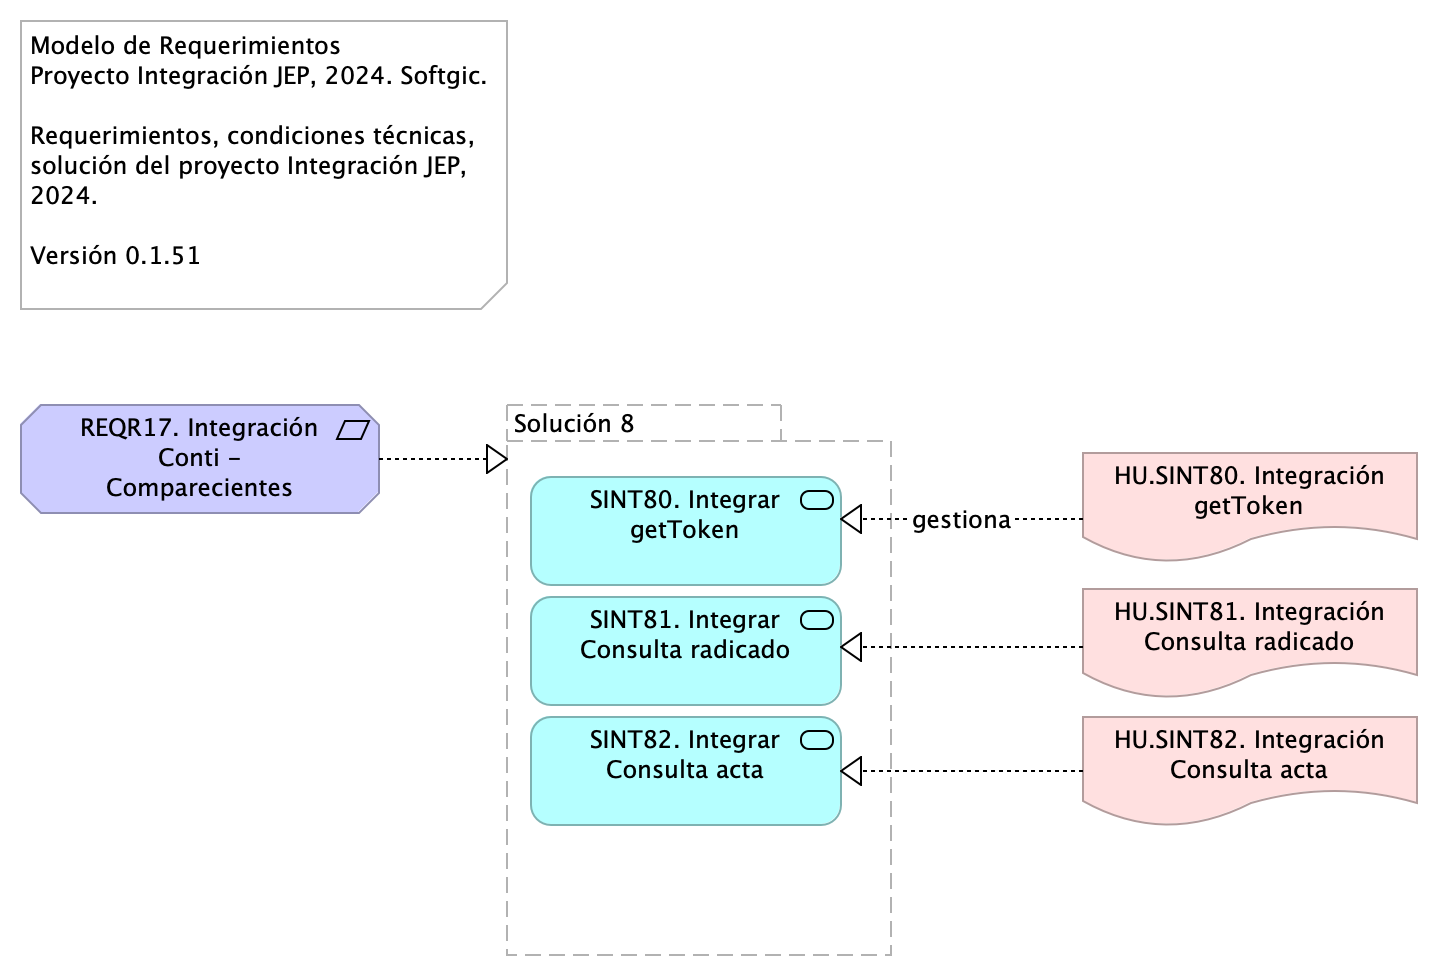 Modelo de Requerimientos
Proyecto Integración JEP, 2024. Softgic.
Requerimientos, condiciones técnicas,
solución del proyecto Integración JEP,
2024.
Versión 0.1.51
REQR17. Integración
Conti –
Comparecientes
Solución 8
SINT80. Integrar
getToken
gestiona
HU.SINT80. Integración
getToken
SINT81. Integrar
Consulta radicado
HU.SINT81. Integración
Consulta radicado
SINT82. Integrar
Consulta acta
HU.SINT82. Integración
Consulta acta